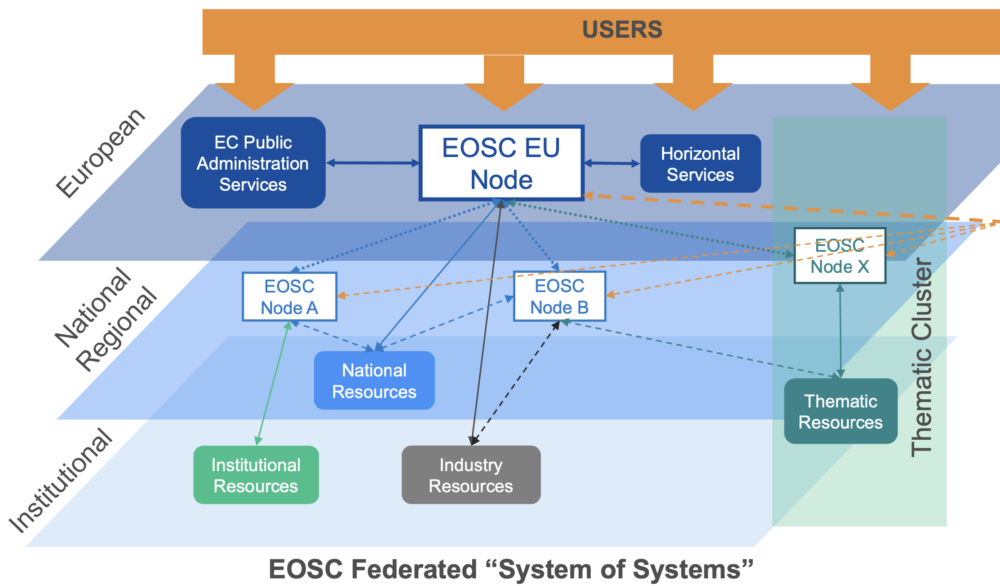 USERS
European
EC Public
Administration
Services
EOSC EU
Node
Horizontal
Services
National
Regional
EOSC
Node A
EOSC
Node B
EOSC
Node X
Thematic Cluster
National
Resources
Thematic
Resources
Institutional
Institutional
Resources
Industry
Resources
EOSC Federated “System of Systems”